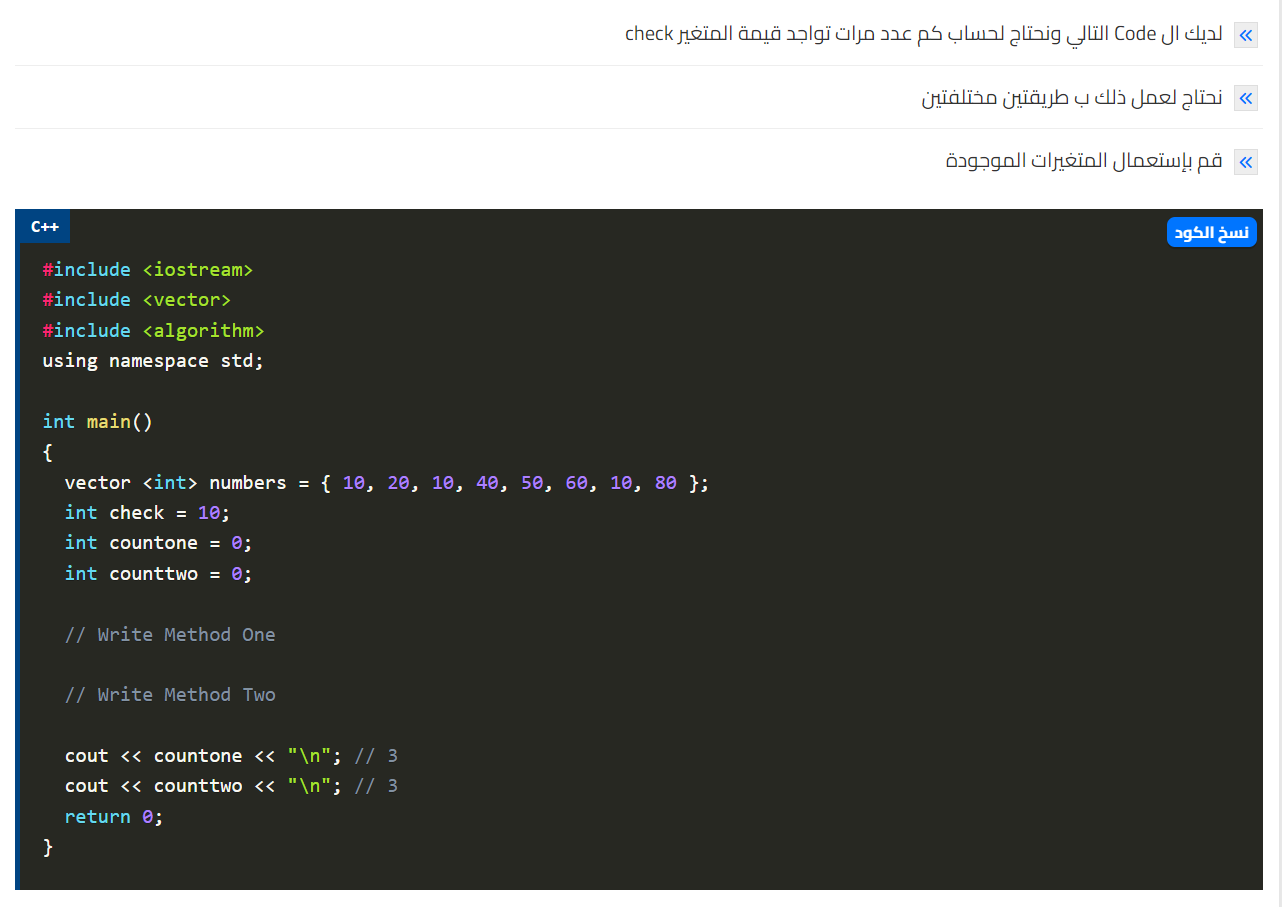 لديك ال Code التالي ونحتاج لحساب كم عدد مرات تواجد قيمة المتغير check
نحتاج لعمل ذلك ب طريقتين مختلفتين
قم بإستعمال المتغيرات الموجودة
C++
نسخ الكود
#include <iostream>
#include <vector>
#include <algorithm>
using namespace std;

int main()
{
  vector <int> numbers = { 10, 20, 10, 40, 50, 60, 10, 80 };
  int check = 10;
  int countone = 0;
  int counttwo = 0;

  // Write Method One

  // Write Method Two

  cout << countone << "\n"; // 3
  cout << counttwo << "\n"; // 3
  return 0;
}